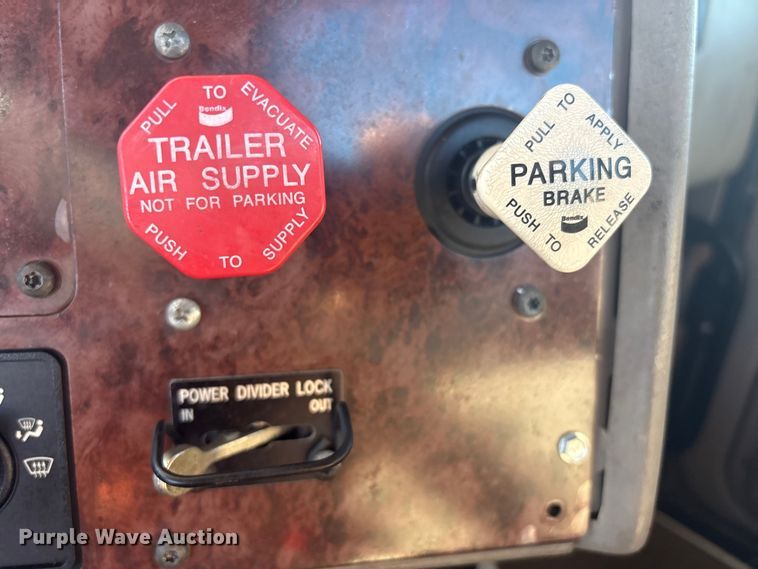 PULL TO EVACUATE
Bendix
TRAILER
AIR SUPPLY
NOT FOR PARKING
PUSH TO SUPPLY
PULL TO APPLY
PARKING
BRAKE
Bendix
PUSH TO RELEASE
POWER DIVIDER LOCK
IN OUT
Purple Wave Auction